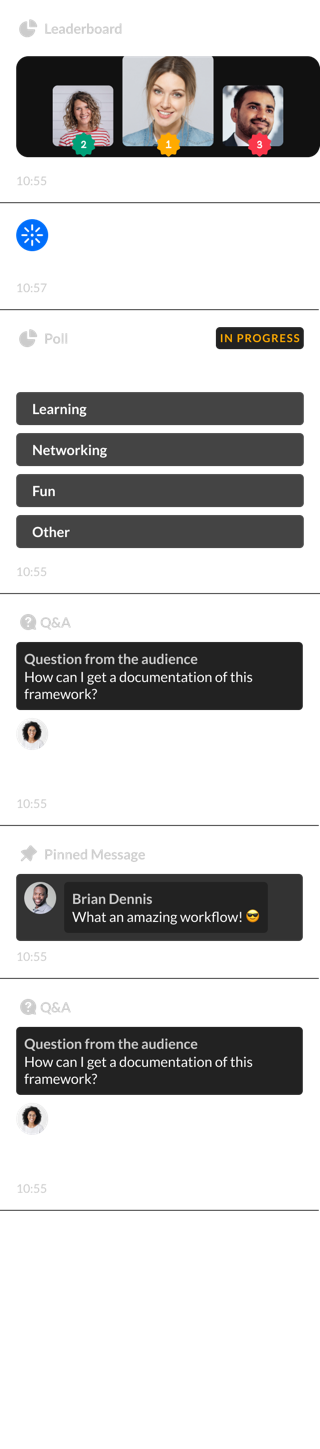 Leaderboard
2
1
3
10:55
10:57
Poll
IN PROGRESS
Learning
Networking
Fun
Other
10:55
Q&A
Question from the audience
How can I get a documentation of this
framework?
10:55
Pinned Message
Brian Dennis
What an amazing workflow! 😎
10:55
Q&A
Question from the audience
How can I get a documentation of this
framework?
10:55